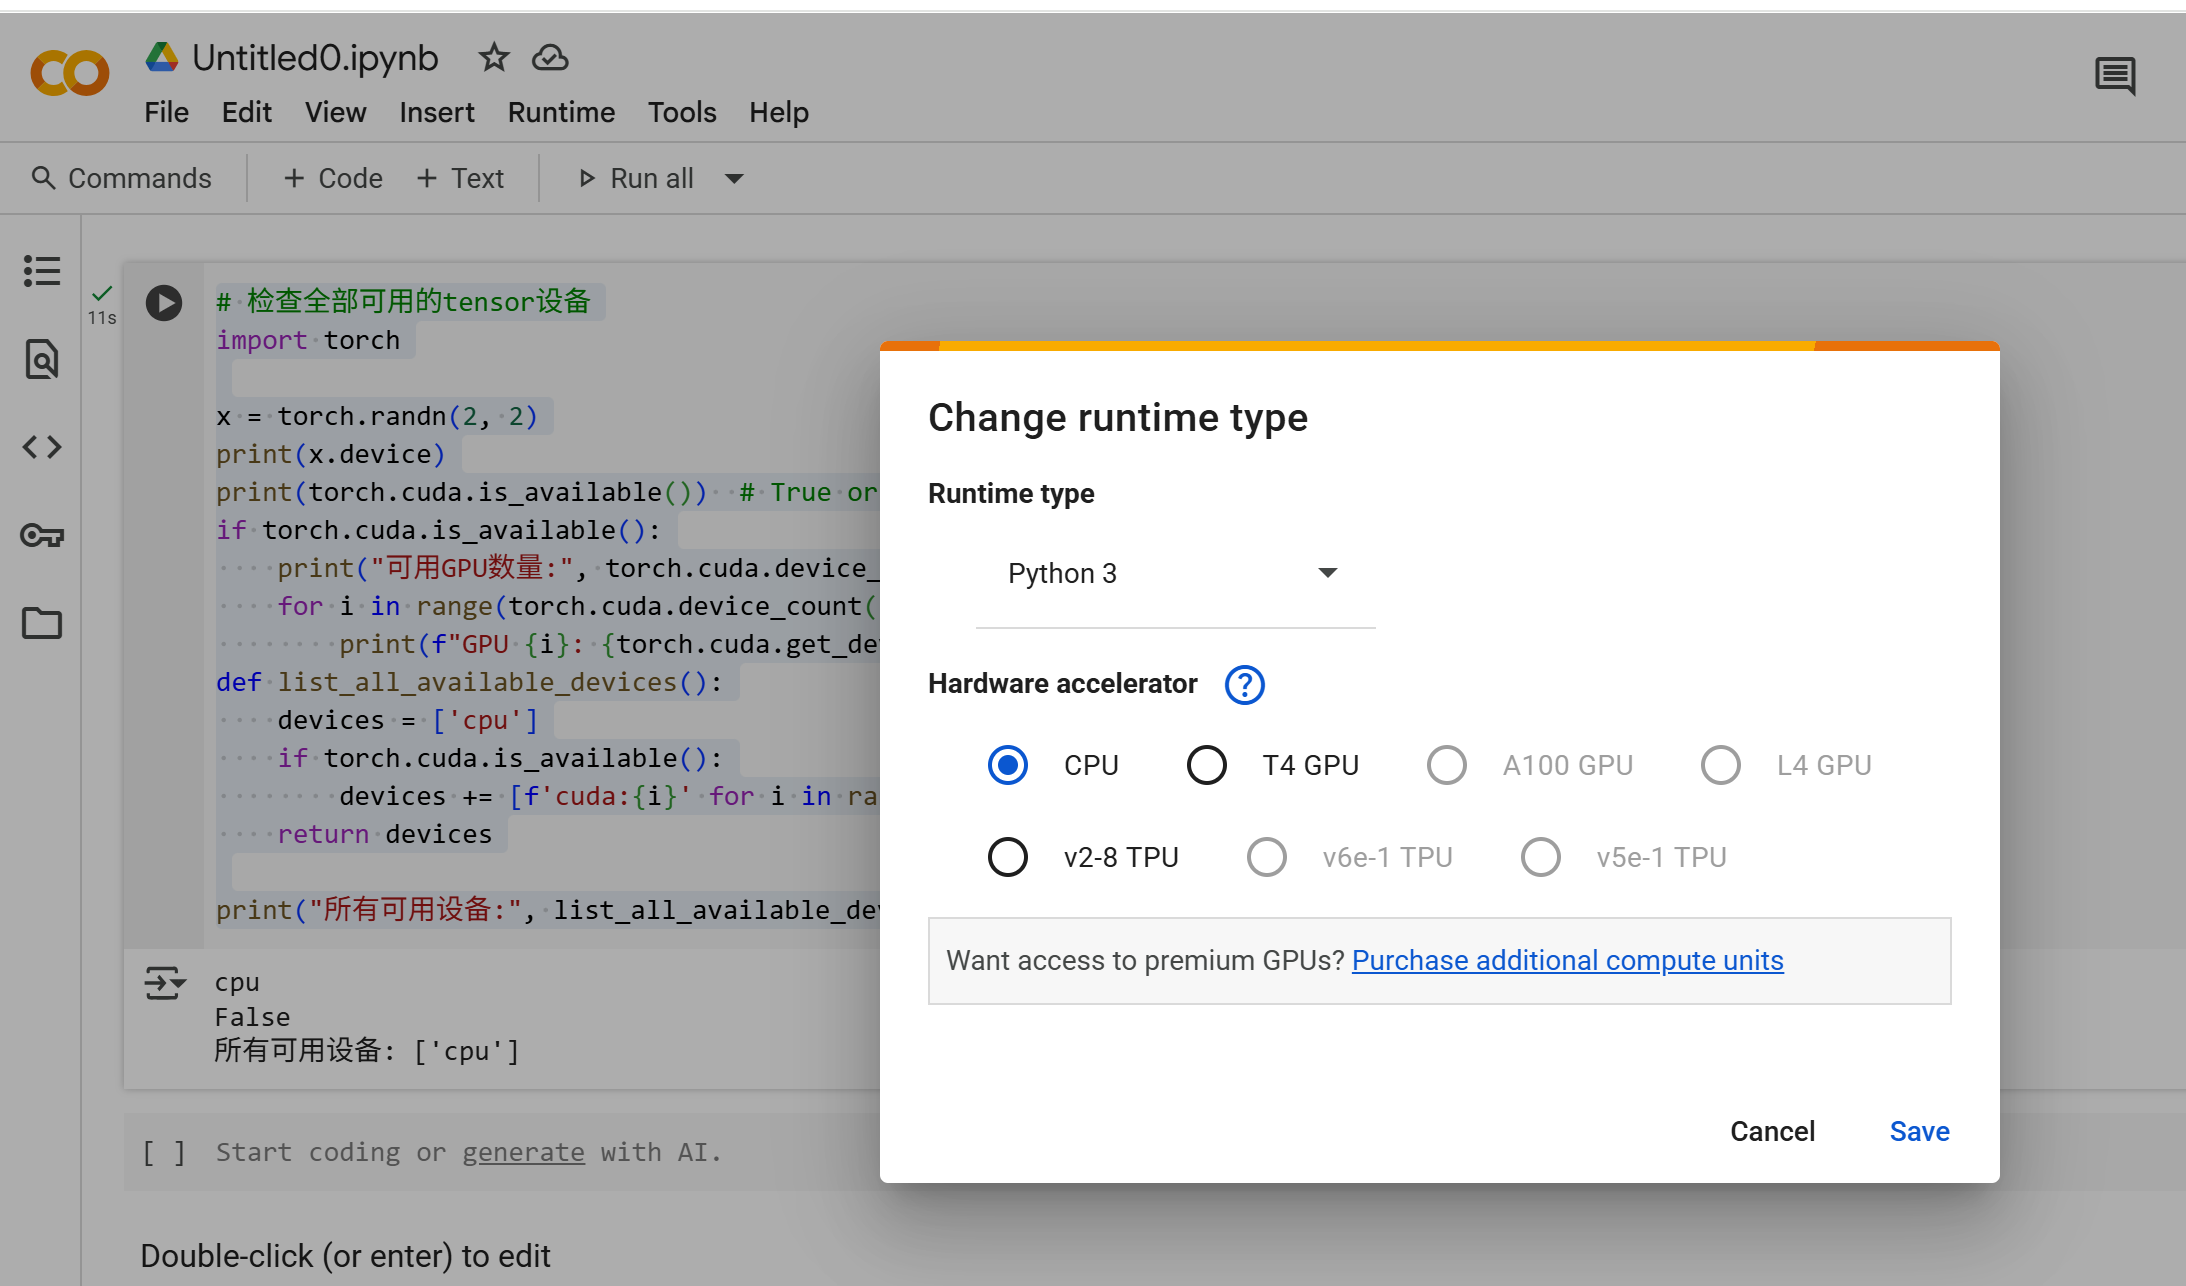 Untitled0.ipynb
File Edit View Insert Runtime Tools Help
Commands + Code + Text Run all
11s
# 检查全部可用的tensor设备
import torch
x = torch.randn(2, 2)
print(x.device)
print(torch.cuda.is_available())  # True or
if torch.cuda.is_available():
    print("可用GPU数量:", torch.cuda.device_
    for i in range(torch.cuda.device_count(
        print(f"GPU {i}: {torch.cuda.get_de
def list_all_available_devices():
    devices = ['cpu']
    if torch.cuda.is_available():
        devices += [f'cuda:{i}' for i in ra
    return devices
print("所有可用设备:", list_all_available_de
cpu
False
所有可用设备: ['cpu']
[ ] Start coding or generate with AI.
Double-click (or enter) to edit
Change runtime type
Runtime type
Python 3
Hardware accelerator ?
CPU T4 GPU A100 GPU L4 GPU
v2-8 TPU v6e-1 TPU v5e-1 TPU
Want access to premium GPUs? Purchase additional compute units
Cancel Save